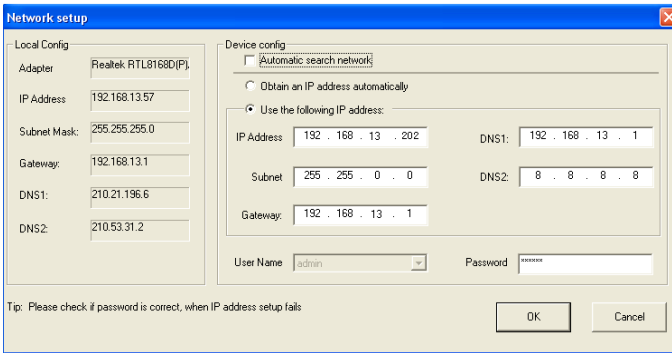 Network setup
Local Config
Adapter Realtek RTL8168D(P).
IP Address 192.168.13.57
Subnet Mask: 255.255.255.0
Gateway: 192.168.13.1
DNS1: 210.21.196.6
DNS2: 210.53.31.2
Device config
Automatic search network
Obtain an IP address automatically
Use the following IP address:
IP Address 192 . 168 . 13 . 202 DNS1: 192 . 168 . 13 . 1
Subnet 255 . 255 . 0 . 0 DNS2: 8 . 8 . 8 . 8
Gateway: 192 . 168 . 13 . 1
User Name admin Password ******
Tip: Please check if password is correct, when IP address setup fails
OK Cancel